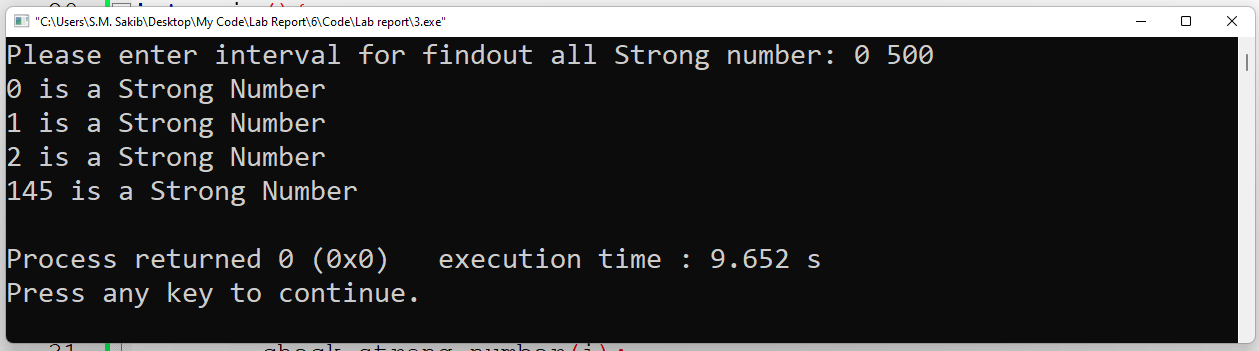 "C:\Users\S.M. Sakib\Desktop\My Code\Lab Report\6\Code\Lab report\3.exe"
Please enter interval for findout all Strong number: 0 500
0 is a Strong Number
1 is a Strong Number
2 is a Strong Number
145 is a Strong Number
Process returned 0 (0x0)   execution time : 9.652 s
Press any key to continue.